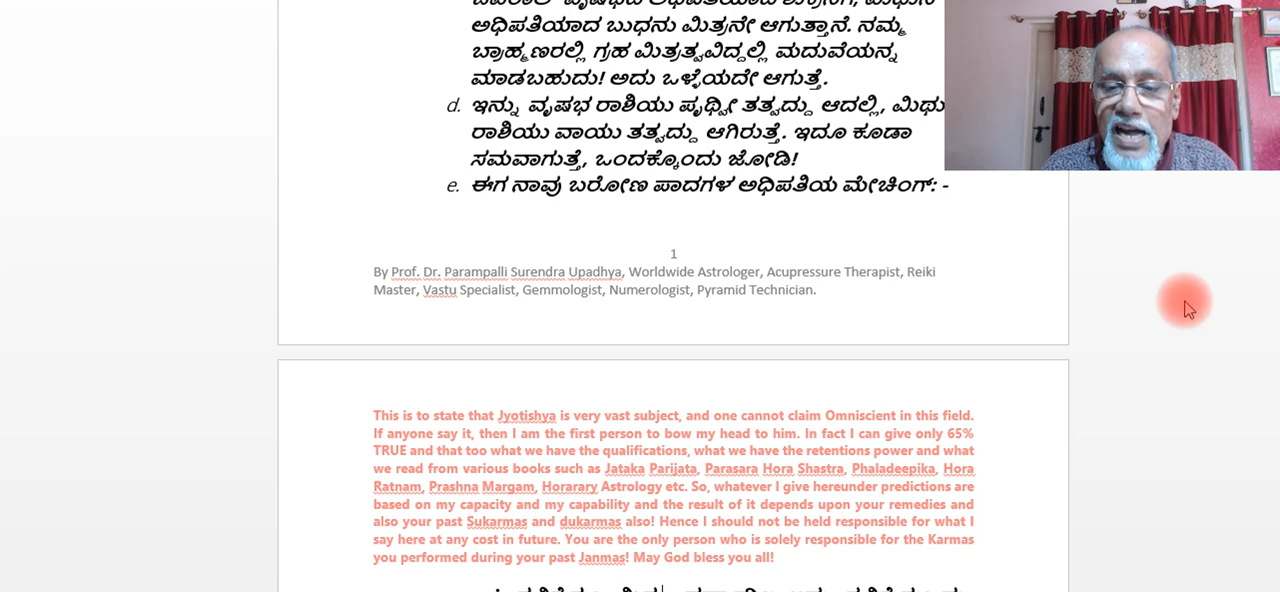 ಅಧಿಪತಿಯಾದ ಬುಧನು ಮಿತ್ರನೇ ಆಗುತ್ತಾನೆ. ನಮ್ಮ
ಬ್ರಾಹ್ಮಣರಲ್ಲಿ ಗ್ರಹ ಮಿತ್ರತ್ವವಿದ್ದಲ್ಲಿ ಮದುವೆಯನ್ನು
ಮಾಡಬಹುದು! ಅದು ಒಳ್ಳೆಯದೇ ಆಗುತ್ತೆ.
d. ಇನ್ನು ವೃಷಭ ರಾಶಿಯು ಪೃಥ್ವೀ ತತ್ವದ್ದು ಆದಲ್ಲಿ, ಮಿಥು
ರಾಶಿಯು ವಾಯು ತತ್ವದ್ದು ಆಗಿರುತ್ತೆ. ಇದೂ ಕೂಡಾ
ಸಮವಾಗುತ್ತೆ, ಒಂದಕ್ಕೊಂದು ಜೋಡಿ!
e. ಈಗ ನಾವು ಬರೋಣ ಪಾದಗಳ ಅಧಿಪತಿಯ ಮೇಚಿಂಗ್: -
1
By Prof. Dr. Parampalli Surendra Upadhya, Worldwide Astrologer, Acupressure Therapist, Reiki
Master, Vastu Specialist, Gemmologist, Numerologist, Pyramid Technician.
This is to state that Jyotishya is very vast subject, and one cannot claim Omniscient in this field.
If anyone say it, then I am the first person to bow my head to him. In fact I can give only 65%
TRUE and that too what we have the qualifications, what we have the retentions power and what
we read from various books such as Jataka Parijata, Parasara Hora Shastra, Phaladeepika, Hora
Ratnam, Prashna Margam, Horarary Astrology etc. So, whatever I give hereunder predictions are
based on my capacity and my capability and the result of it depends upon your remedies and
also your past Sukarmas and dukarmas also! Hence I should not be held responsible for what I
say here at any cost in future. You are the only person who is solely responsible for the Karmas
you performed during your past Janmas! May God bless you all!